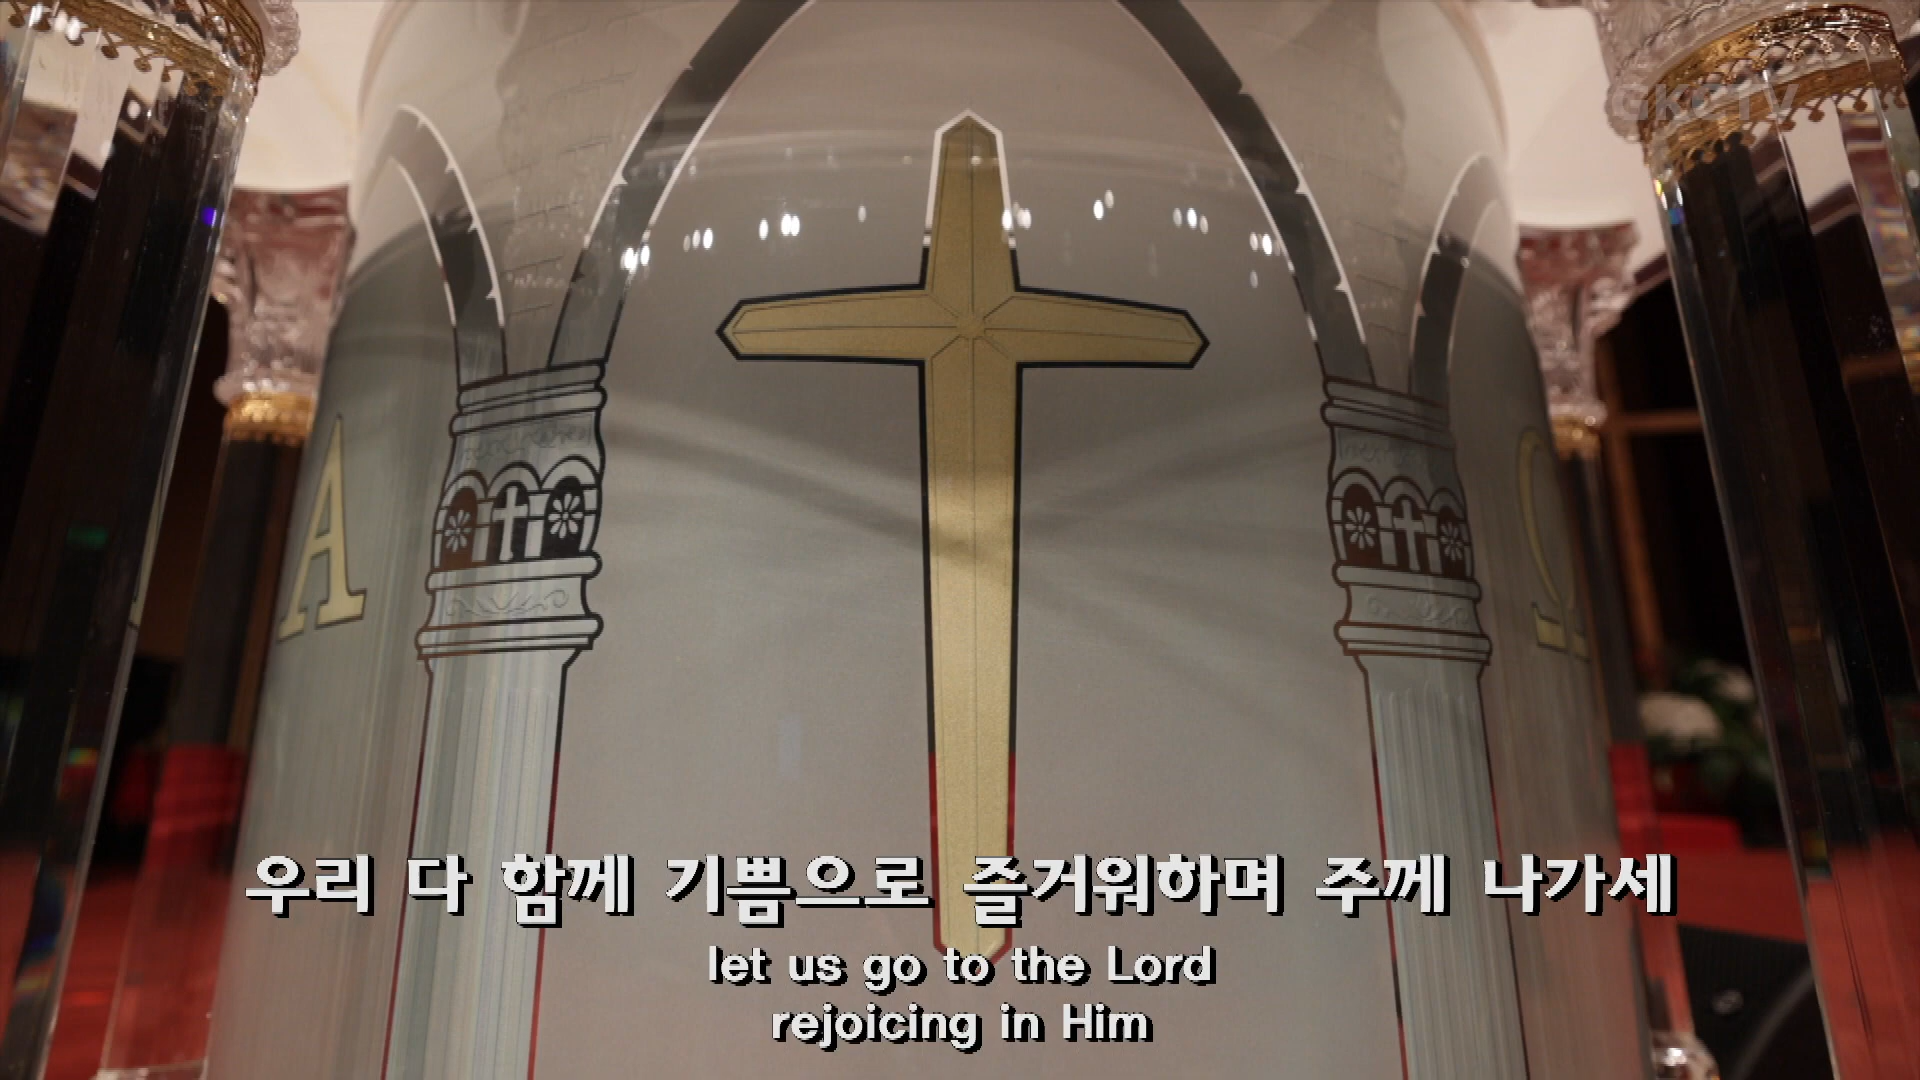 GKCTV
Α
Ω
우리 다 함께 기쁨으로 즐거워하며 주께 나가세
let us go to the Lord
rejoicing in Him